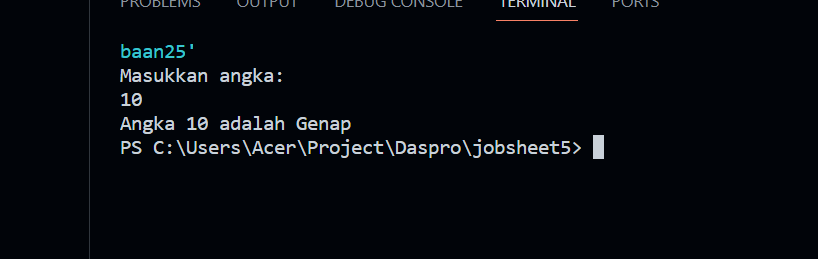 PROBLEMS OUTPUT DEBUG CONSOLE TERMINAL PORTS
baan25'
Masukkan angka:
10
Angka 10 adalah Genap
PS C:\Users\Acer\Project\Daspro\jobsheet5>